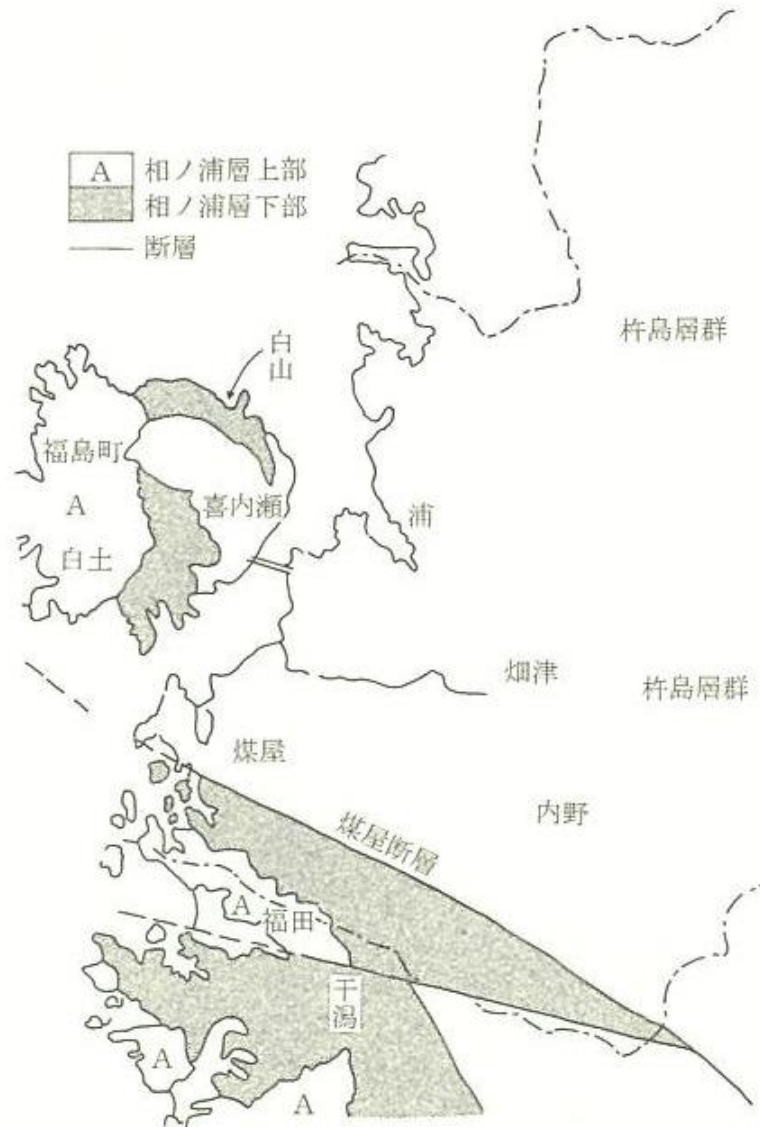 A 相ノ浦層上部
相ノ浦層下部
断層
杵島層群
白山
福島町
喜内瀬
A
浦
白土
畑津
杵島層群
煤屋
内野
煤屋断層
A
福田
干潟
A
A